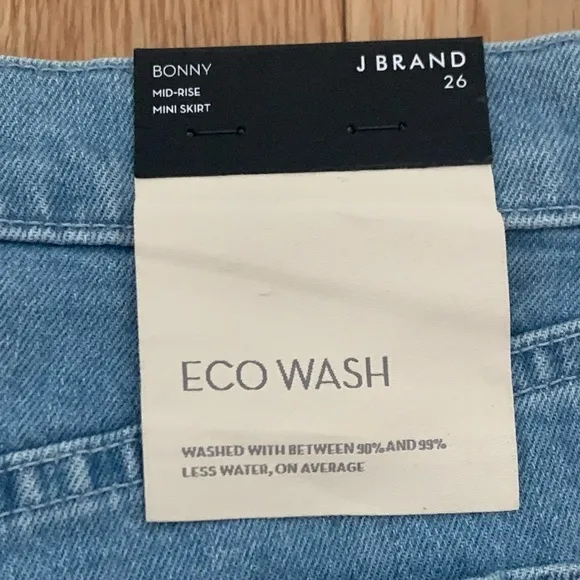 BONNY
J BRAND
MID-RISE
26
MINI SKIRT
ECO WASH
WASHED WITH BETWEEN 90% AND 99%
LESS WATER, ON AVERAGE